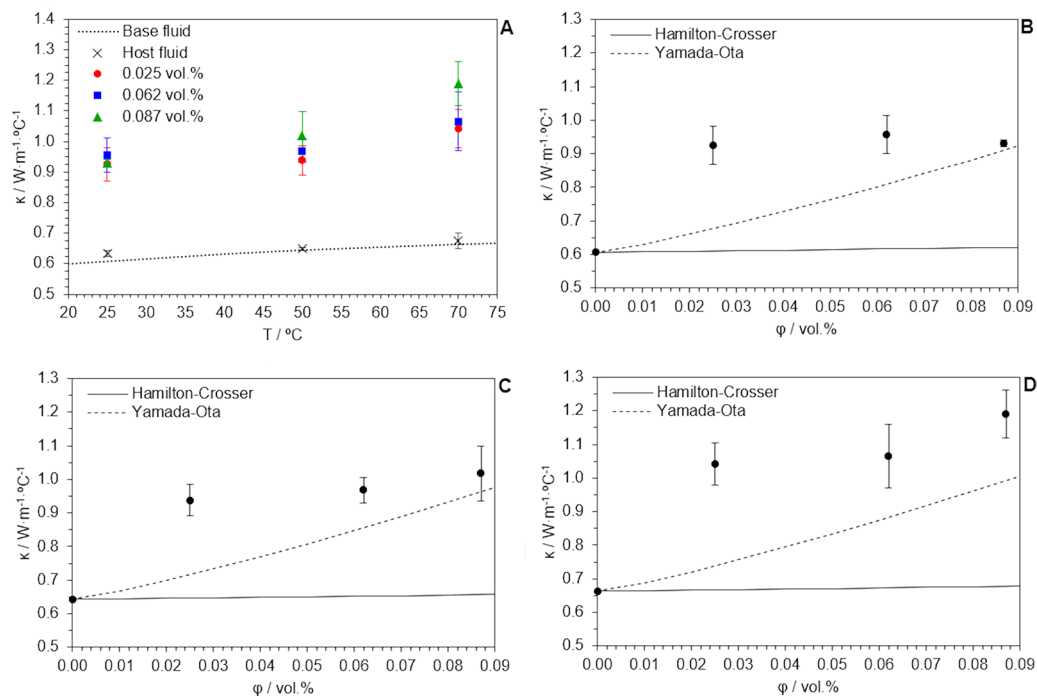 A
Base fluid
Host fluid
0.025 vol.%
0.062 vol.%
0.087 vol.%
κ / W·m⁻¹·ºC⁻¹
1.4
1.3
1.2
1.1
1.0
0.9
0.8
0.7
0.6
0.5
20 25 30 35 40 45 50 55 60 65 70 75
T / ºC
B
Hamilton-Crosser
Yamada-Ota
κ / W·m⁻¹·ºC⁻¹
1.3
1.2
1.1
1.0
0.9
0.8
0.7
0.6
0.5
0.00 0.01 0.02 0.03 0.04 0.05 0.06 0.07 0.08 0.09
φ / vol.%
C
Hamilton-Crosser
Yamada-Ota
κ / W·m⁻¹·ºC⁻¹
1.3
1.2
1.1
1.0
0.9
0.8
0.7
0.6
0.5
0.00 0.01 0.02 0.03 0.04 0.05 0.06 0.07 0.08 0.09
φ / vol.%
D
Hamilton-Crosser
Yamada-Ota
κ / W·m⁻¹·ºC⁻¹
1.3
1.2
1.1
1.0
0.9
0.8
0.7
0.6
0.5
0.00 0.01 0.02 0.03 0.04 0.05 0.06 0.07 0.08 0.09
φ / vol.%